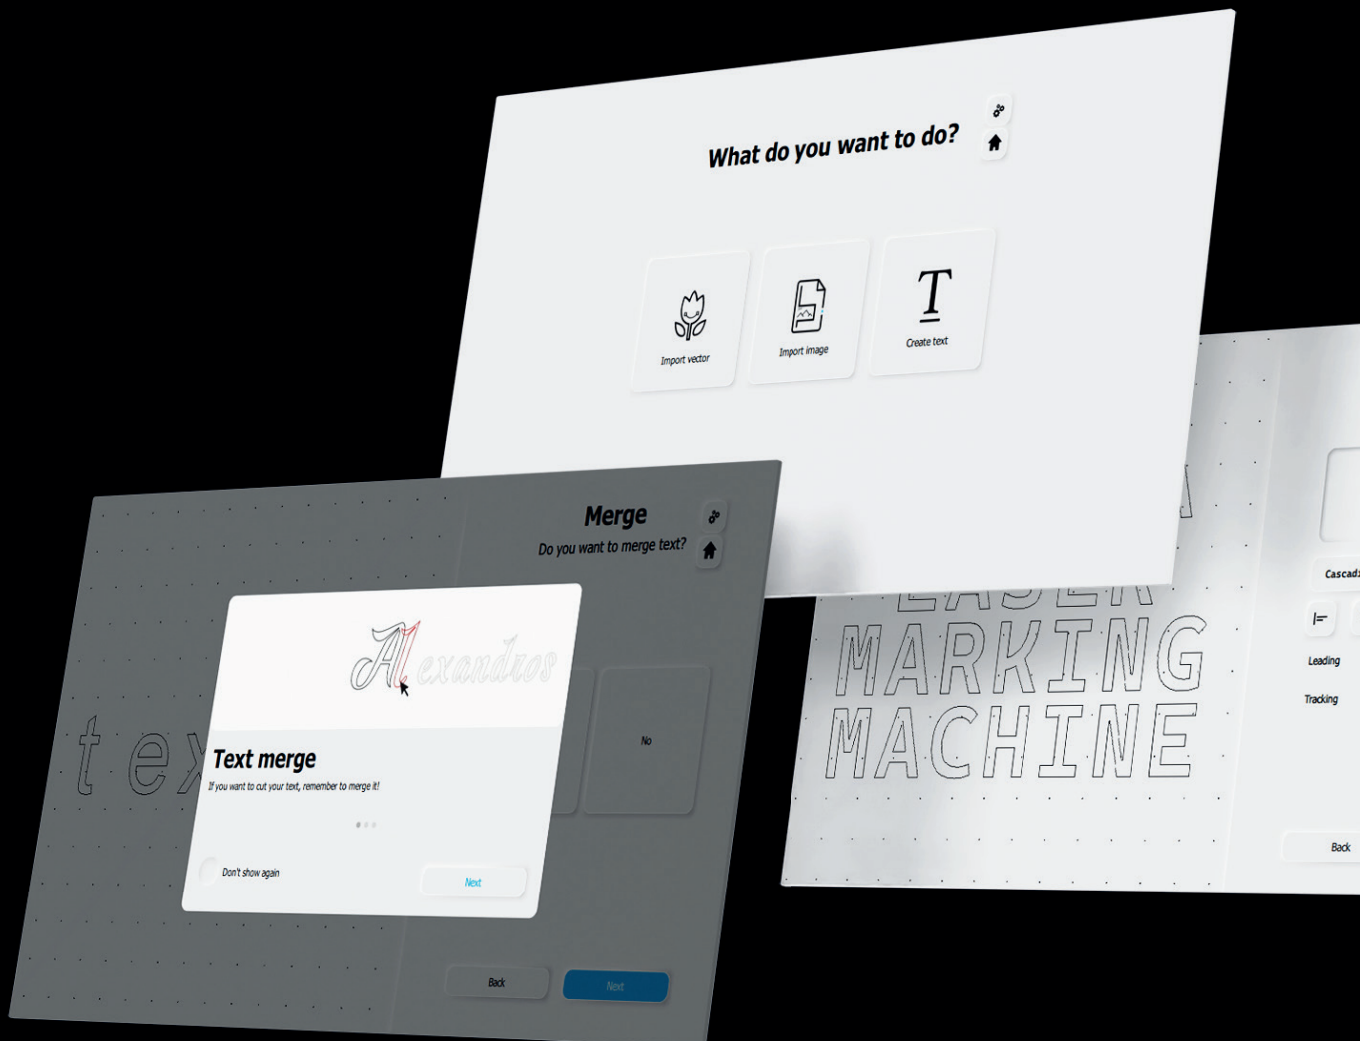 What do you want to do?
Import vector
Import image
Create text
Merge
Do you want to merge text?
Alexandros
Text merge
If you want to cut your text, remember to merge it!
Don't show again
Next
No
Back
Next
MARKING
MACHINE
Leading
Tracking
Back